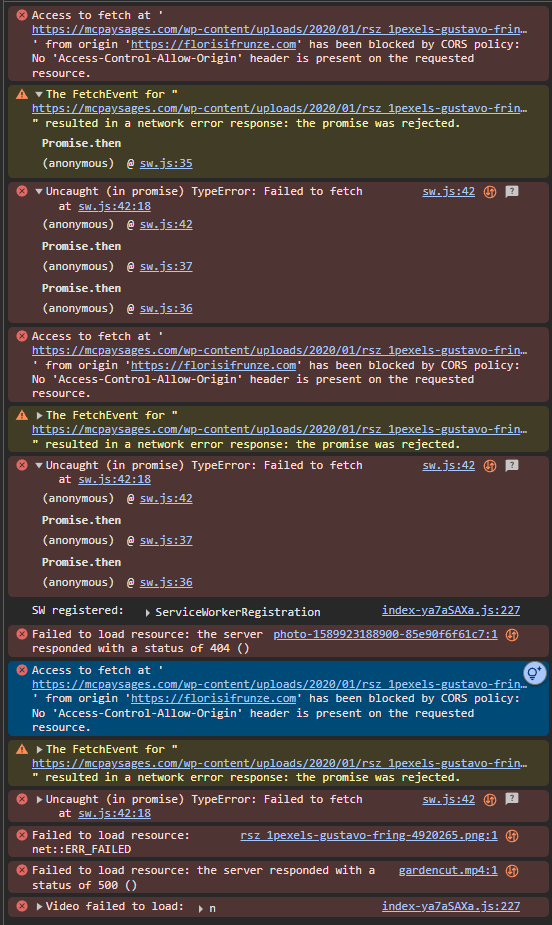 Access to fetch at '
https://mcpaysages.com/wp-content/uploads/2020/01/rsz_1pexels-gustavo-frin…
' from origin 'https://florisifrunze.com' has been blocked by CORS policy:
No 'Access-Control-Allow-Origin' header is present on the requested
resource.
The FetchEvent for "
https://mcpaysages.com/wp-content/uploads/2020/01/rsz_1pexels-gustavo-frin…
" resulted in a network error response: the promise was rejected.
Promise.then
(anonymous) @ sw.js:35
Uncaught (in promise) TypeError: Failed to fetch sw.js:42
at sw.js:42:18
(anonymous) @ sw.js:42
Promise.then
(anonymous) @ sw.js:37
Promise.then
(anonymous) @ sw.js:36
Access to fetch at '
https://mcpaysages.com/wp-content/uploads/2020/01/rsz_1pexels-gustavo-frin…
' from origin 'https://florisifrunze.com' has been blocked by CORS policy:
No 'Access-Control-Allow-Origin' header is present on the requested
resource.
The FetchEvent for "
https://mcpaysages.com/wp-content/uploads/2020/01/rsz_1pexels-gustavo-frin…
" resulted in a network error response: the promise was rejected.
Uncaught (in promise) TypeError: Failed to fetch sw.js:42
at sw.js:42:18
(anonymous) @ sw.js:42
Promise.then
(anonymous) @ sw.js:37
Promise.then
(anonymous) @ sw.js:36
SW registered: ServiceWorkerRegistration index-ya7aSAXa.js:227
Failed to load resource: the server photo-1589923188900-85e90f6f61c7:1
responded with a status of 404 ()
Access to fetch at '
https://mcpaysages.com/wp-content/uploads/2020/01/rsz_1pexels-gustavo-frin…
' from origin 'https://florisifrunze.com' has been blocked by CORS policy:
No 'Access-Control-Allow-Origin' header is present on the requested
resource.
The FetchEvent for "
https://mcpaysages.com/wp-content/uploads/2020/01/rsz_1pexels-gustavo-frin…
" resulted in a network error response: the promise was rejected.
Uncaught (in promise) TypeError: Failed to fetch sw.js:42
at sw.js:42:18
Failed to load resource: rsz_1pexels-gustavo-fring-4920265.png:1
net::ERR_FAILED
Failed to load resource: the server responded with a gardencut.mp4:1
status of 500 ()
Video failed to load: n index-ya7aSAXa.js:227